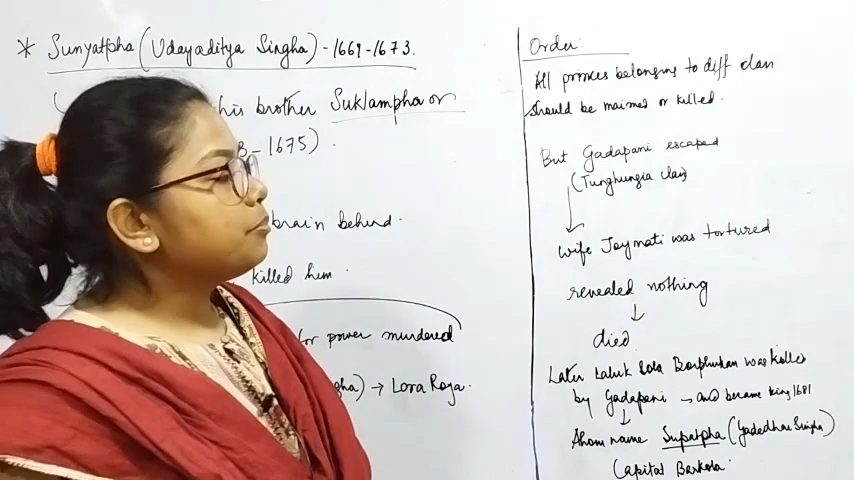 * Sunyatpha (Udayaditya Singha) - 1669-1673.
his brother Suklampha or
- 1675) .
brain behind.
killed him .
for power murdered
gha) → Lora Roja.
Order:
All princes belonging to diff clan
should be maimed or killed.
But Gadapani escaped
(Tunghungia clan)
↓
wife Joymati was tortured
revealed nothing
↓
died
Later Laluk Sola Borphukan was killed
by Gadapani → and became king 1681
↓
Ahom name Supatpha (Gadadhar Singha)
Capital Barkola.